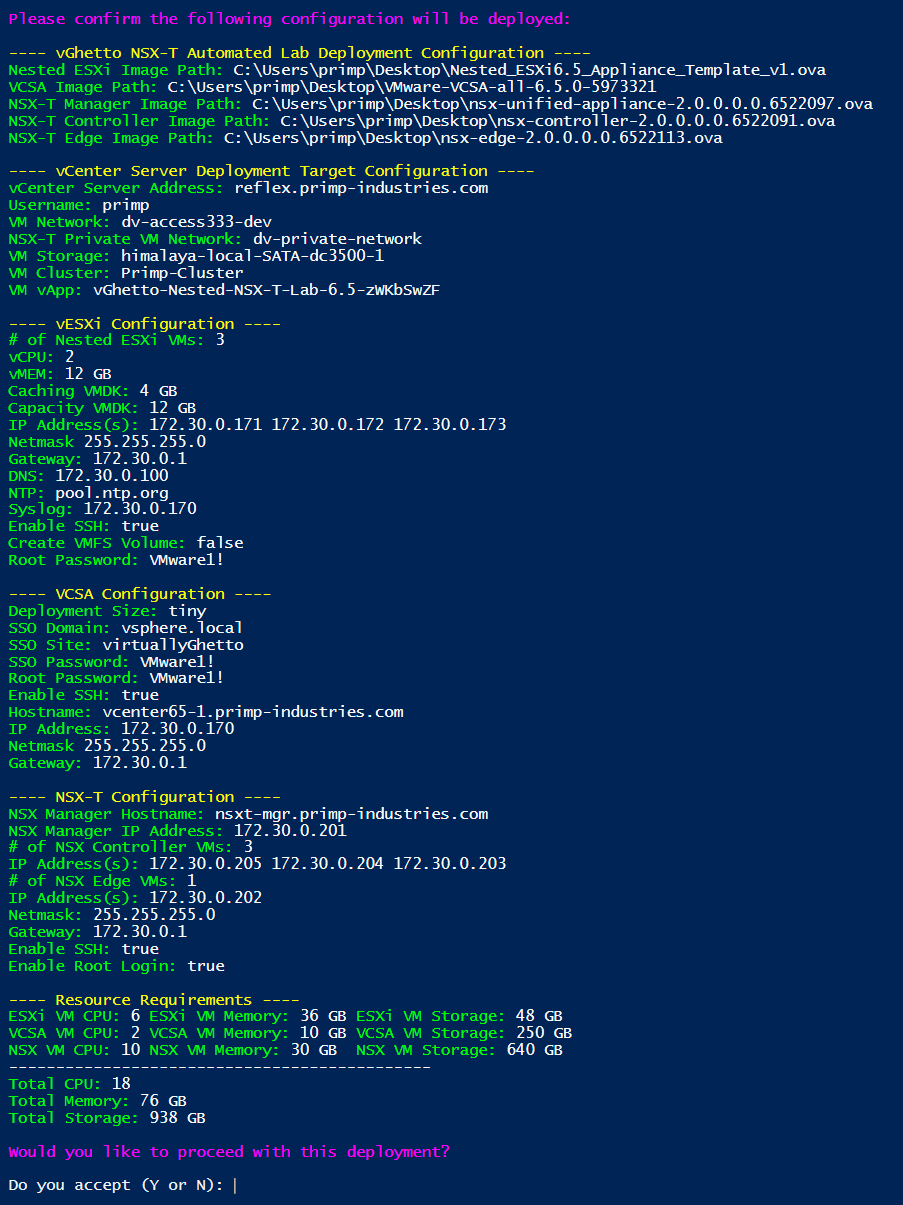 Please confirm the following configuration will be deployed:
---- vGhetto NSX-T Automated Lab Deployment Configuration ----
Nested ESXi Image Path: C:\Users\primp\Desktop\Nested_ESXi6.5_Appliance_Template_v1.ova
VCSA Image Path: C:\Users\primp\Desktop\VMware-VCSA-all-6.5.0-5973321
NSX-T Manager Image Path: C:\Users\primp\Desktop\nsx-unified-appliance-2.0.0.0.0.6522097.ova
NSX-T Controller Image Path: C:\Users\primp\Desktop\nsx-controller-2.0.0.0.0.6522091.ova
NSX-T Edge Image Path: C:\Users\primp\Desktop\nsx-edge-2.0.0.0.0.6522113.ova
---- vCenter Server Deployment Target Configuration ----
vCenter Server Address: reflex.primp-industries.com
Username: primp
VM Network: dv-access333-dev
NSX-T Private VM Network: dv-private-network
VM Storage: himalaya-local-SATA-dc3500-1
VM Cluster: Primp-Cluster
VM vApp: vGhetto-Nested-NSX-T-Lab-6.5-zWKbSwZF
---- vESXi Configuration ----
# of Nested ESXi VMs: 3
vCPU: 2
vMEM: 12 GB
Caching VMDK: 4 GB
Capacity VMDK: 12 GB
IP Address(s): 172.30.0.171 172.30.0.172 172.30.0.173
Netmask 255.255.255.0
Gateway: 172.30.0.1
DNS: 172.30.0.100
NTP: pool.ntp.org
Syslog: 172.30.0.170
Enable SSH: true
Create VMFS Volume: false
Root Password: VMware1!
---- VCSA Configuration ----
Deployment Size: tiny
SSO Domain: vsphere.local
SSO Site: virtuallyGhetto
SSO Password: VMware1!
Root Password: VMware1!
Enable SSH: true
Hostname: vcenter65-1.primp-industries.com
IP Address: 172.30.0.170
Netmask 255.255.255.0
Gateway: 172.30.0.1
---- NSX-T Configuration ----
NSX Manager Hostname: nsxt-mgr.primp-industries.com
NSX Manager IP Address: 172.30.0.201
# of NSX Controller VMs: 3
IP Address(s): 172.30.0.205 172.30.0.204 172.30.0.203
# of NSX Edge VMs: 1
IP Address(s): 172.30.0.202
Netmask: 255.255.255.0
Gateway: 172.30.0.1
Enable SSH: true
Enable Root Login: true
---- Resource Requirements ----
ESXi VM CPU: 6 ESXi VM Memory: 36 GB ESXi VM Storage: 48 GB
VCSA VM CPU: 2 VCSA VM Memory: 10 GB VCSA VM Storage: 250 GB
NSX VM CPU: 10 NSX VM Memory: 30 GB  NSX VM Storage: 640 GB
---------------------------------------------
Total CPU: 18
Total Memory: 76 GB
Total Storage: 938 GB
Would you like to proceed with this deployment?
Do you accept (Y or N):